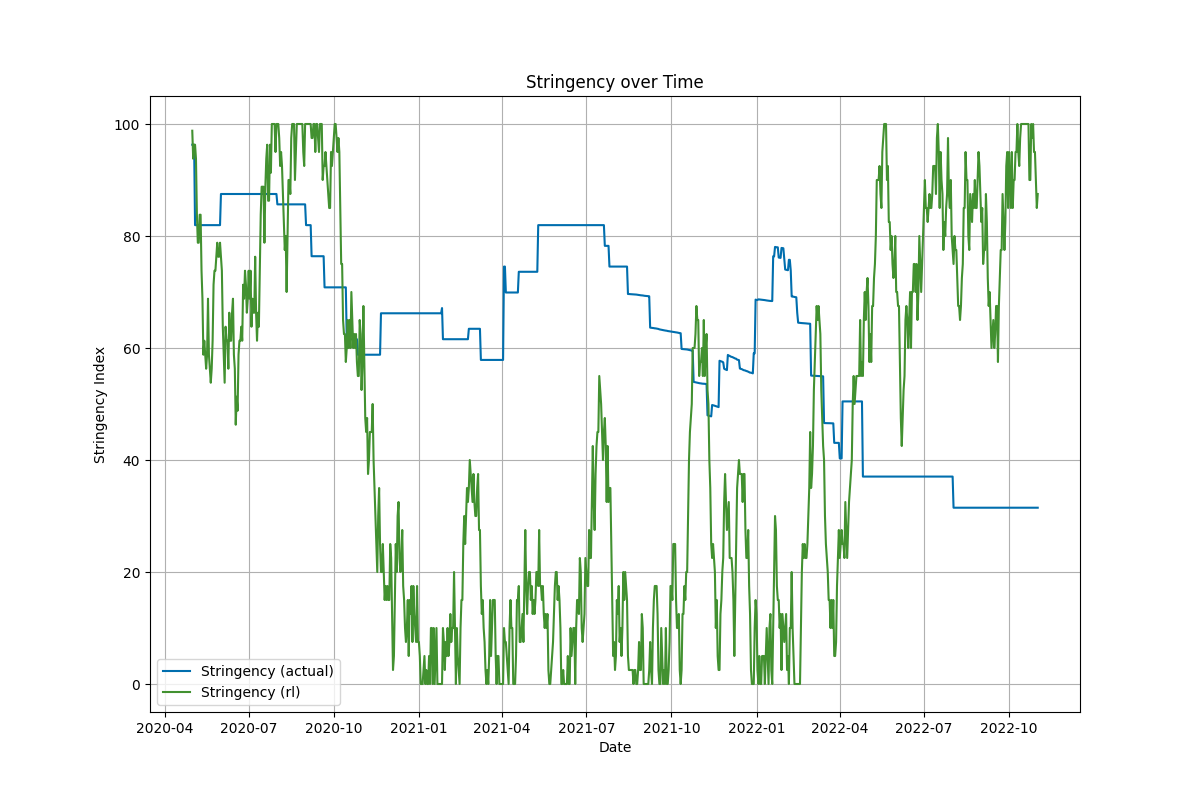 Stringency over Time
Stringency Index
100
80
60
40
20
0
Stringency (actual)
Stringency (rl)
2020-04 2020-07 2020-10 2021-01 2021-04 2021-07 2021-10 2022-01 2022-04 2022-07 2022-10
Date